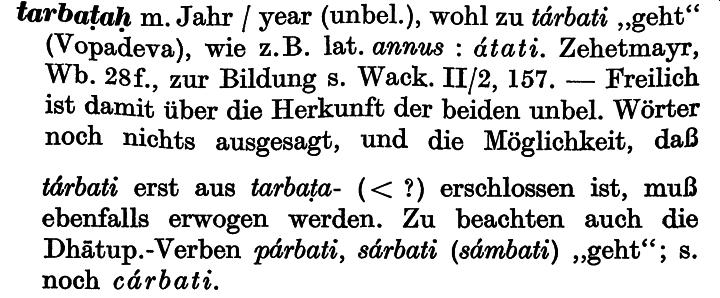 tarbaṭaḥ m. Jahr / year (unbel.), wohl zu tárbati „geht“
(Vopadeva), wie z.B. lat. annus : átati. Zehetmayr,
Wb. 28f., zur Bildung s. Wack. II/2, 157. — Freilich
ist damit über die Herkunft der beiden unbel. Wörter
noch nichts ausgesagt, und die Möglichkeit, daß
tárbati erst aus tarbaṭa- (< ?) erschlossen ist, muß
ebenfalls erwogen werden. Zu beachten auch die
Dhātup.-Verben párbati, sárbati (sámbati) „geht“; s.
noch cárbati.